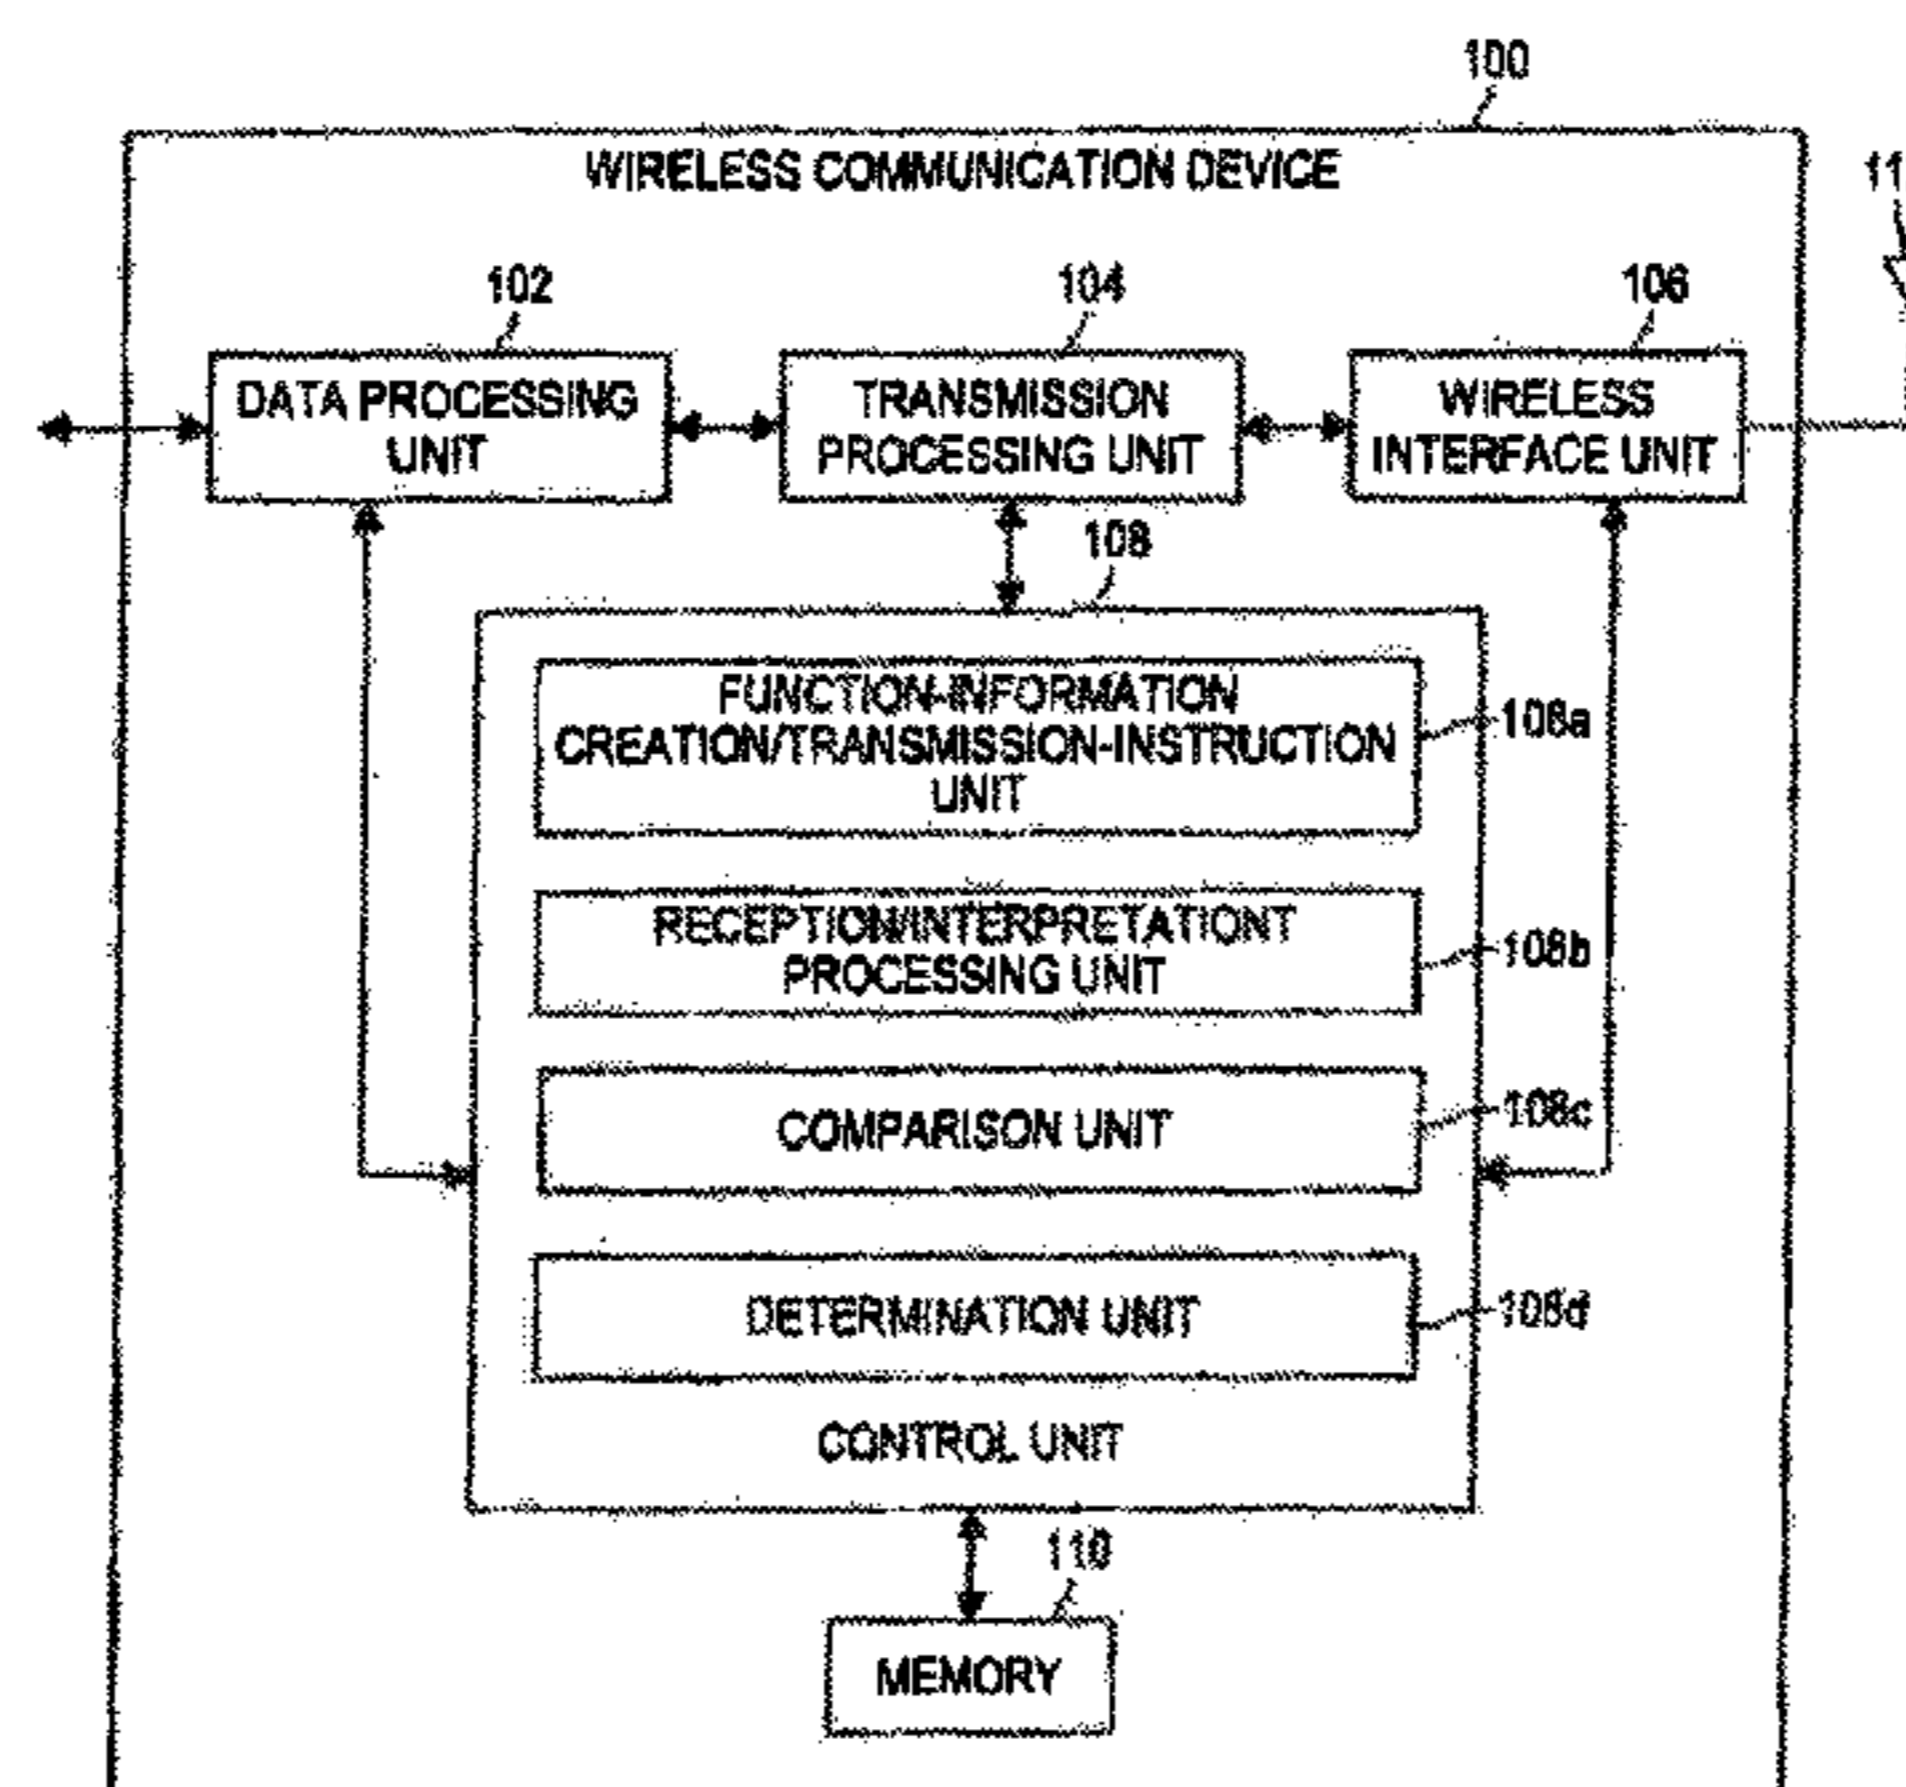 100
WIRELESS COMMUNICATION DEVICE
11
102
104
106
DATA PROCESSING
UNIT
TRANSMISSION
PROCESSING UNIT
WIRELESS
INTERFACE UNIT
108
FUNCTION-INFORMATION
CREATION/TRANSMISSION-INSTRUCTION
UNIT
108a
RECEPTION/INTERPRETATIONT
PROCESSING UNIT
108b
COMPARISON UNIT
108c
DETERMINATION UNIT
108d
CONTROL UNIT
110
MEMORY